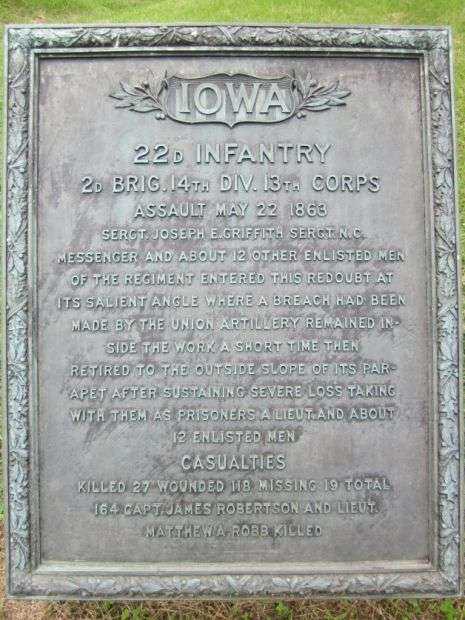 IOWA
22D INFANTRY
2D BRIG. 14TH DIV. 13TH CORPS
ASSAULT, MAY 22 1863
SERGT. JOSEPH E. GRIFFITH SERGT. N.C.
MESSENGER AND ABOUT 12 OTHER ENLISTED MEN
OF THE REGIMENT ENTERED THIS REDOUBT AT
ITS SALIENT ANGLE WHERE A BREACH HAD BEEN
MADE BY THE UNION ARTILLERY REMAINED IN-
SIDE THE WORK A SHORT TIME THEN
RETIRED TO THE OUTSIDE SLOPE OF ITS PAR-
APET AFTER SUSTAINING SEVERE LOSS TAKING
WITH THEM AS PRISONERS A LIEUT. AND ABOUT
12 ENLISTED MEN
CASUALTIES
KILLED 27 WOUNDED 118 MISSING 19 TOTAL
164 CAPT. JAMES ROBERTSON AND LIEUT.
MATTHEW A. ROBB KILLED